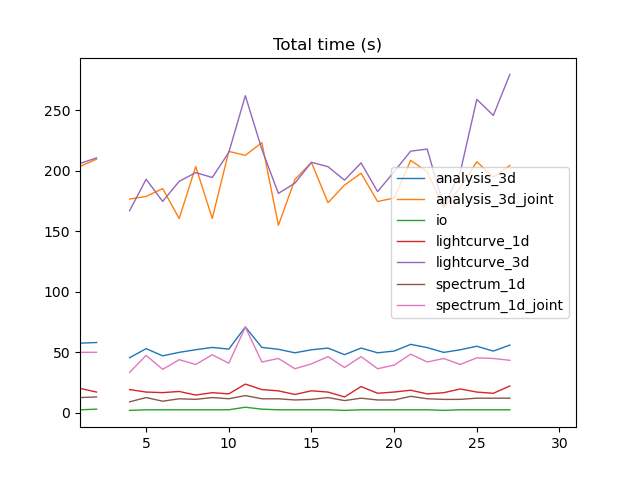 Total time (s)
250
200
150
100
50
0
analysis_3d
analysis_3d_joint
io
lightcurve_1d
lightcurve_3d
spectrum_1d
spectrum_1d_joint
5 10 15 20 25 30